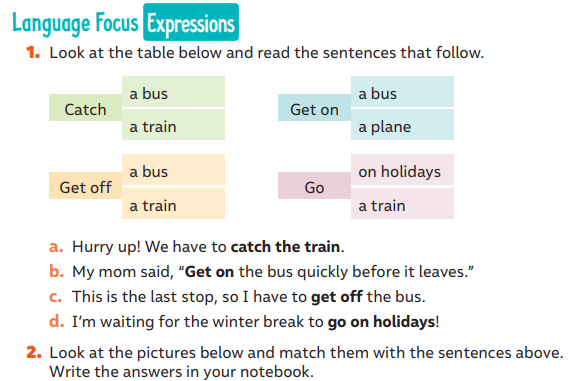 Language Focus Expressions
1. Look at the table below and read the sentences that follow.
Catch
a bus
a train
Get on
a bus
a plane
Get off
a bus
a train
Go
on holidays
a train
a. Hurry up! We have to catch the train.
b. My mom said, “Get on the bus quickly before it leaves.”
c. This is the last stop, so I have to get off the bus.
d. I’m waiting for the winter break to go on holidays!
2. Look at the pictures below and match them with the sentences above.
Write the answers in your notebook.